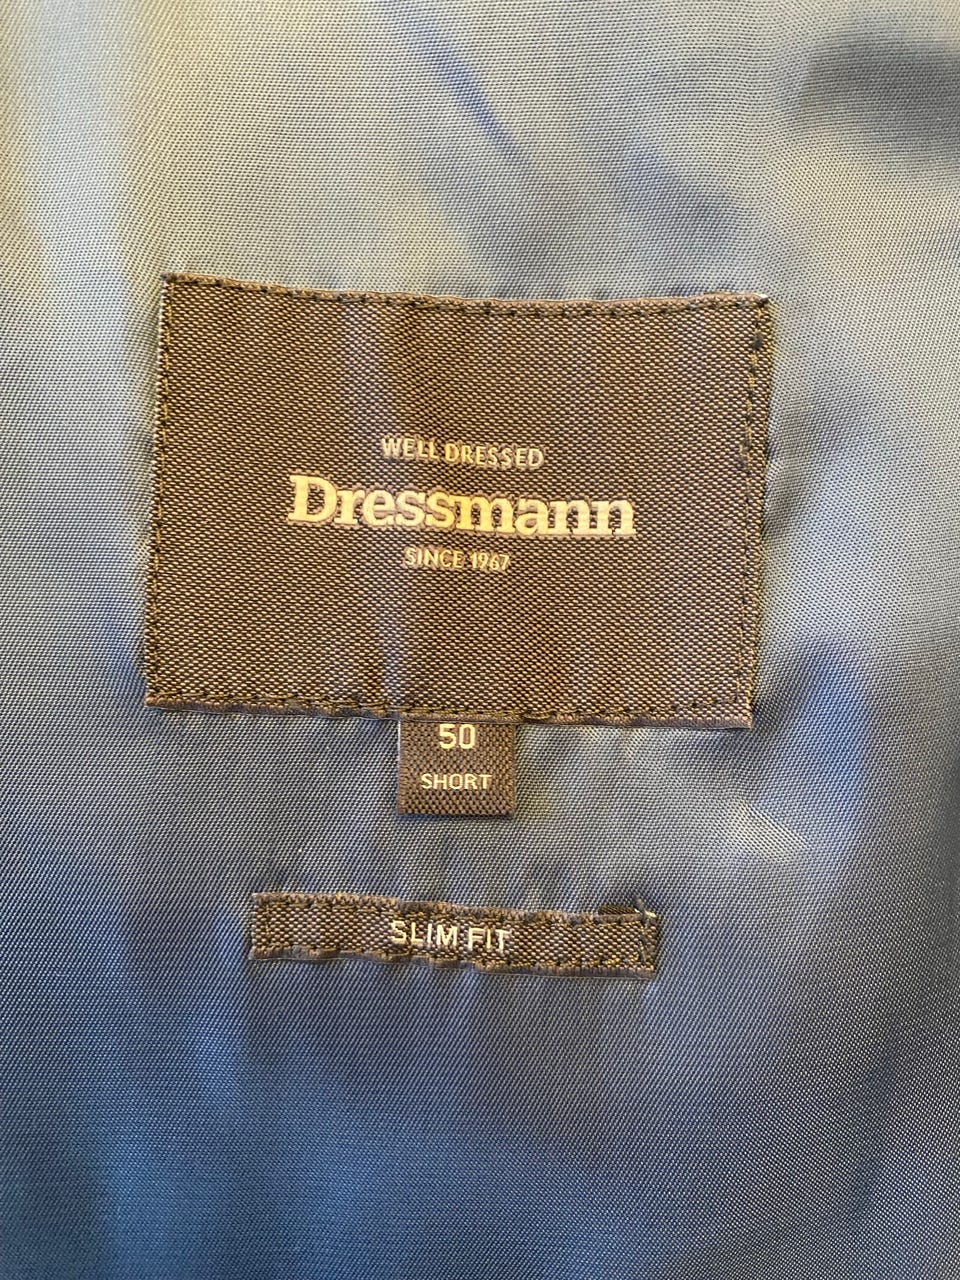 WELL DRESSED
Dressmann
SINCE 1967
50
SHORT
SLIM FIT